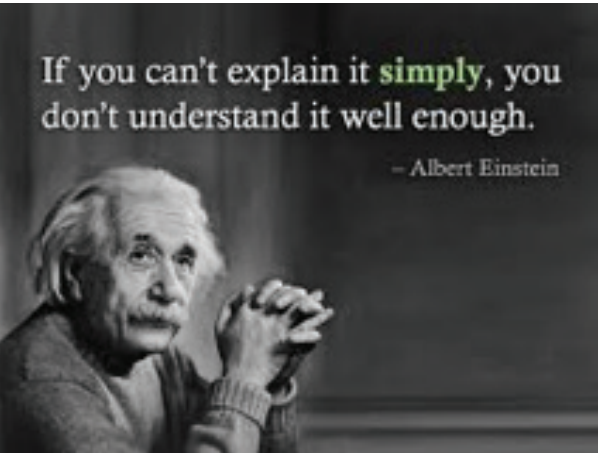 If you can't explain it simply, you
don't understand it well enough.
– Albert Einstein